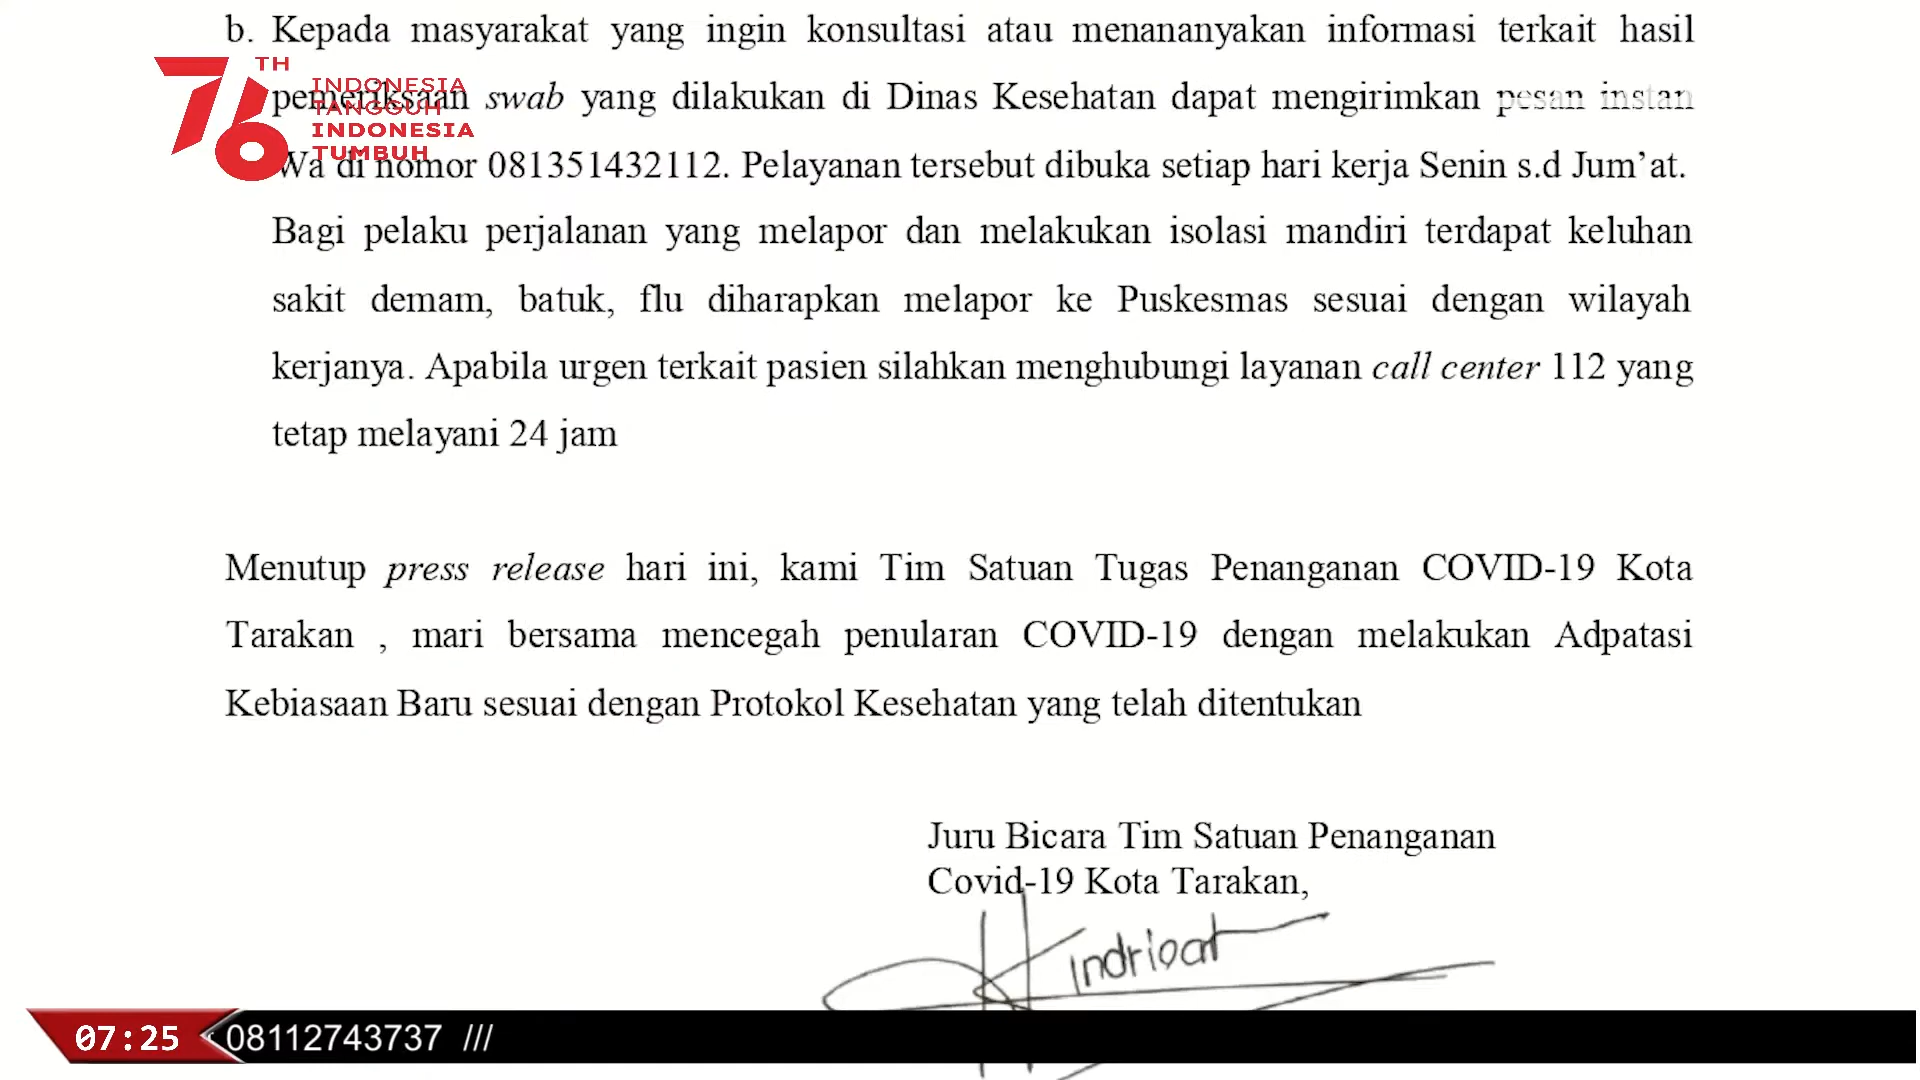 b. Kepada masyarakat yang ingin konsultasi atau menananyakan informasi terkait hasil
76 TH
INDONESIA
TANGGUH
INDONESIA
TUMBUH
pemeriksaan swab yang dilakukan di Dinas Kesehatan dapat mengirimkan pesan instan
Wa di nomor 081351432112. Pelayanan tersebut dibuka setiap hari kerja Senin s.d Jum’at.
Bagi pelaku perjalanan yang melapor dan melakukan isolasi mandiri terdapat keluhan
sakit demam, batuk, flu diharapkan melapor ke Puskesmas sesuai dengan wilayah
kerjanya. Apabila urgen terkait pasien silahkan menghubungi layanan call center 112 yang
tetap melayani 24 jam
Menutup press release hari ini, kami Tim Satuan Tugas Penanganan COVID-19 Kota
Tarakan , mari bersama mencegah penularan COVID-19 dengan melakukan Adpatasi
Kebiasaan Baru sesuai dengan Protokol Kesehatan yang telah ditentukan
Juru Bicara Tim Satuan Penanganan
Covid-19 Kota Tarakan,
07:25 08112743737 ///